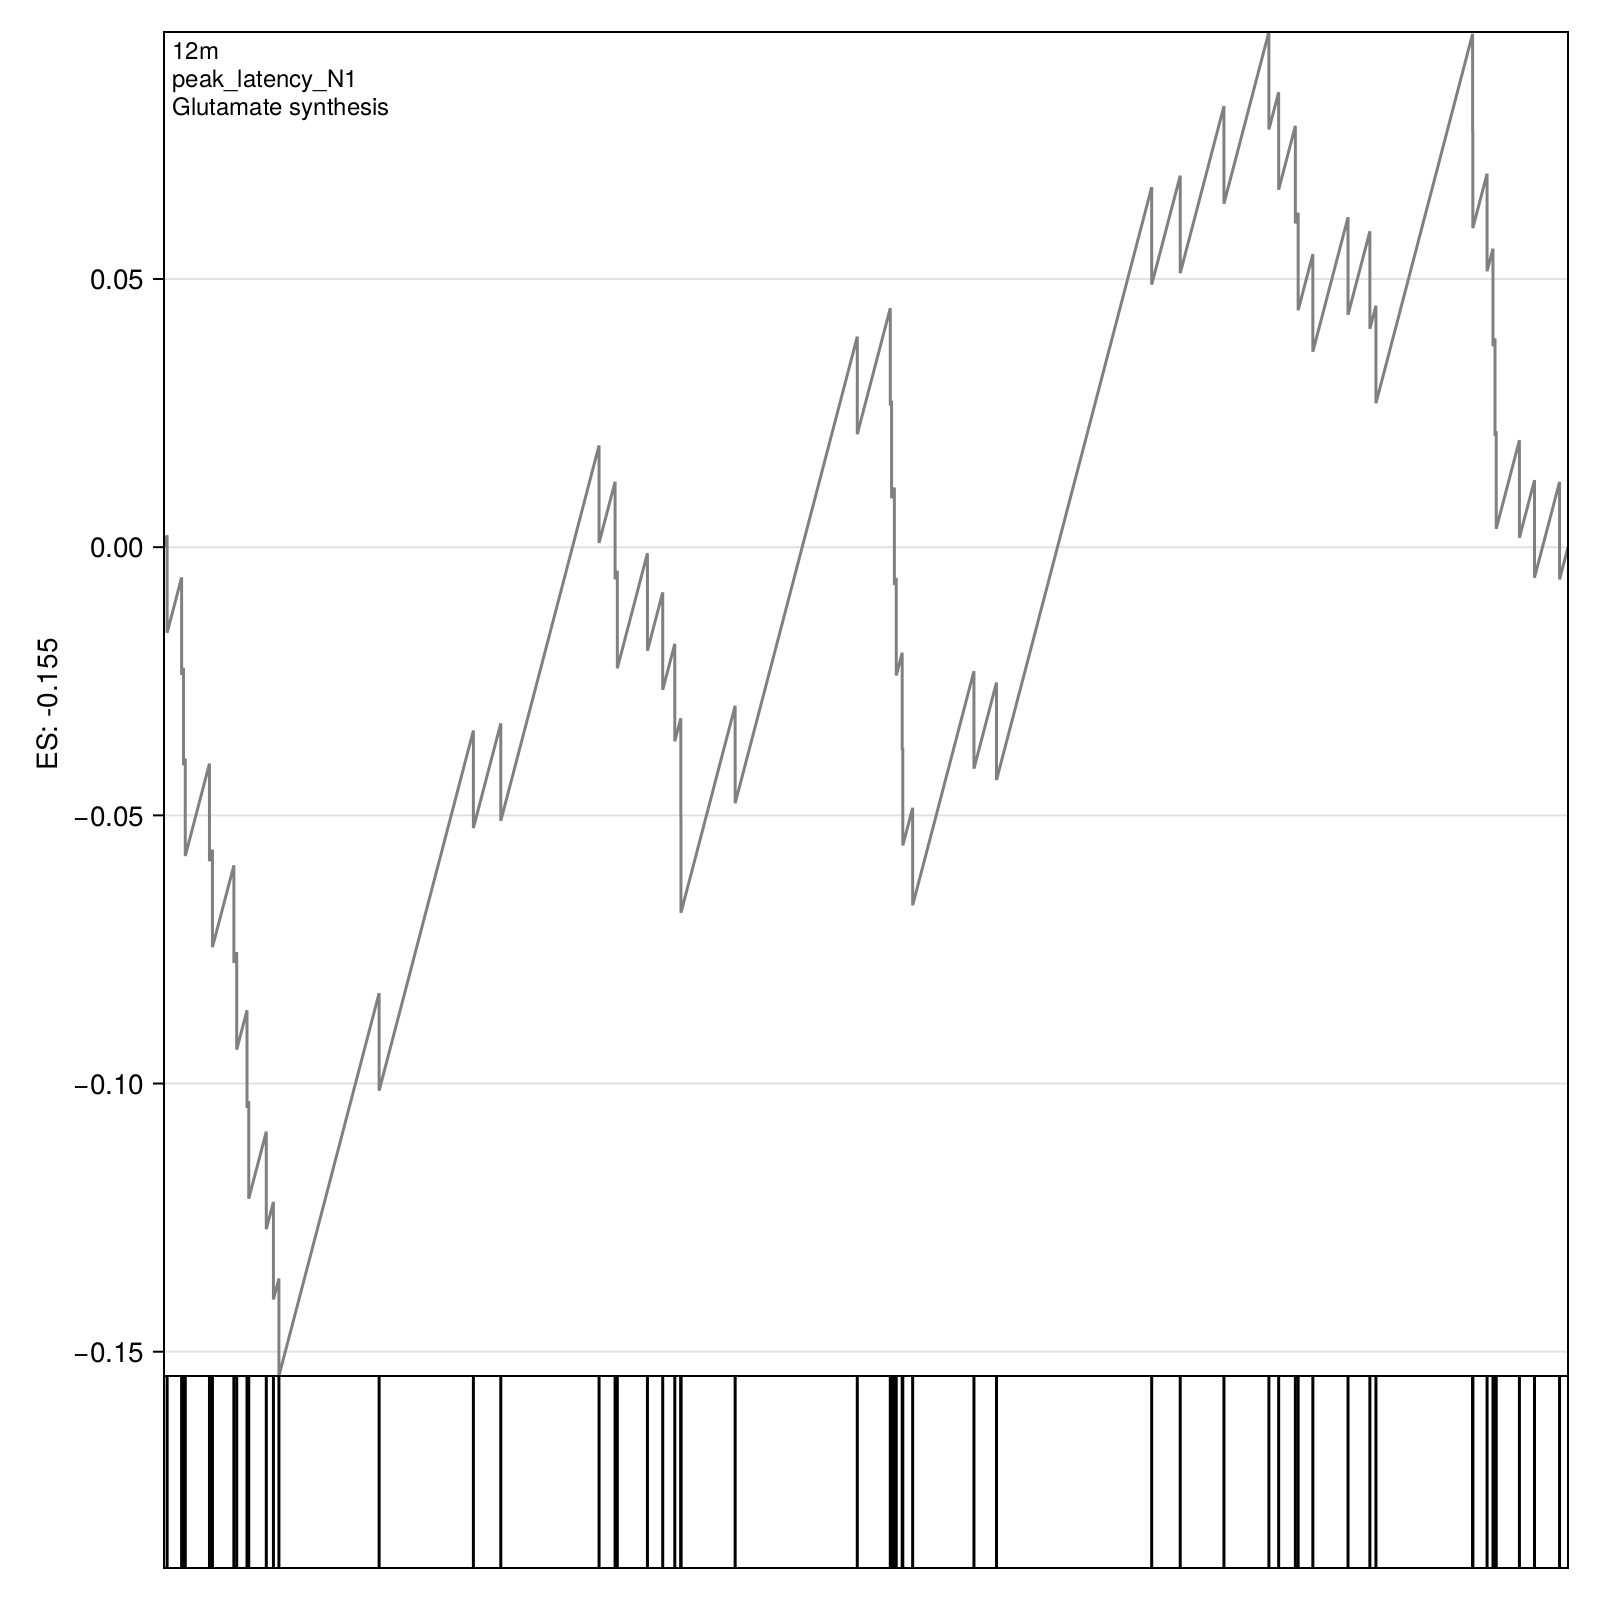 12m
peak_latency_N1
Glutamate synthesis
0.05
0.00
−0.05
−0.10
−0.15
ES: -0.155